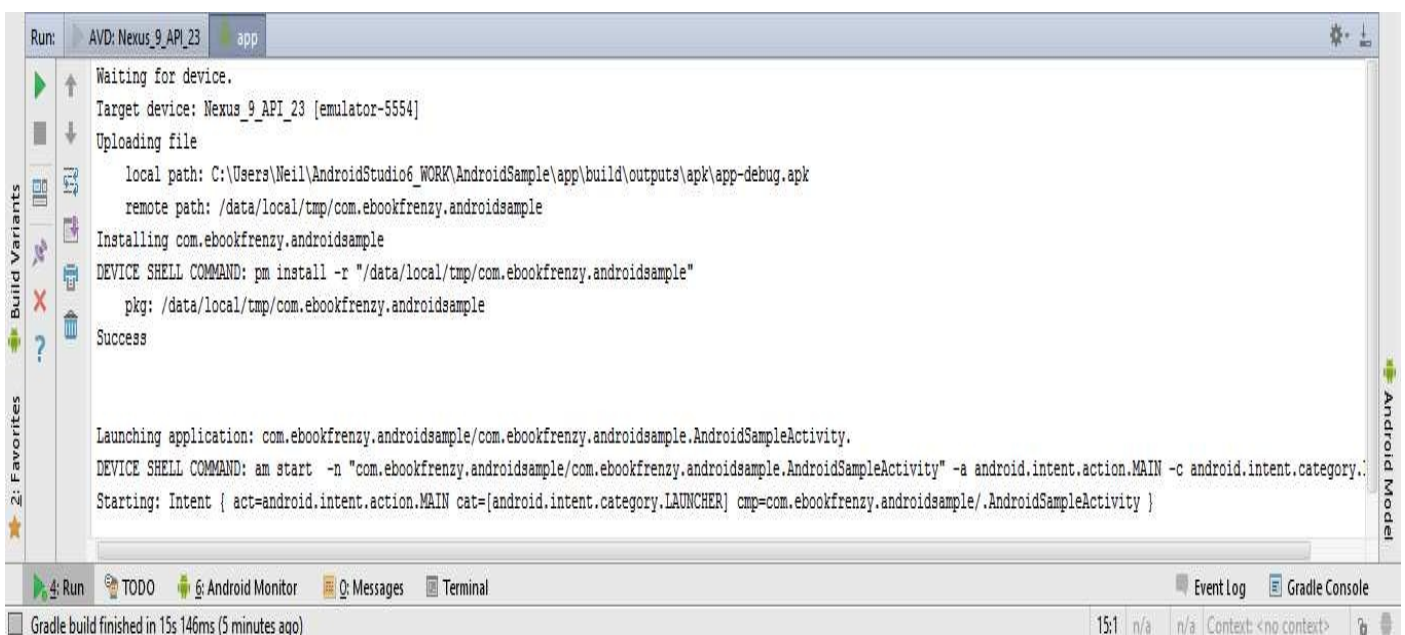 Run: AVD: Nexus_9_API_23 app
Waiting for device.
Target device: Nexus_9_API_23 [emulator-5554]
Uploading file
local path: C:\Users\Neil\AndroidStudio6_WORK\AndroidSample\app\build\outputs\apk\app-debug.apk
remote path: /data/local/tmp/com.ebookfrenzy.androidsample
Installing com.ebookfrenzy.androidsample
DEVICE SHELL COMMAND: pm install -r "/data/local/tmp/com.ebookfrenzy.androidsample"
pkg: /data/local/tmp/com.ebookfrenzy.androidsample
Success
Launching application: com.ebookfrenzy.androidsample/com.ebookfrenzy.androidsample.AndroidSampleActivity.
DEVICE SHELL COMMAND: am start -n "com.ebookfrenzy.androidsample/com.ebookfrenzy.androidsample.AndroidSampleActivity" -a android.intent.action.MAIN -c android.intent.category.
Starting: Intent { act=android.intent.action.MAIN cat=[android.intent.category.LAUNCHER] cmp=com.ebookfrenzy.androidsample/.AndroidSampleActivity }
Build Variants
2: Favorites
Android Model
4: Run TODO 6: Android Monitor 0: Messages Terminal Event Log Gradle Console
Gradle build finished in 15s 146ms (5 minutes ago) 15:1 n/a n/a Context: <no context>